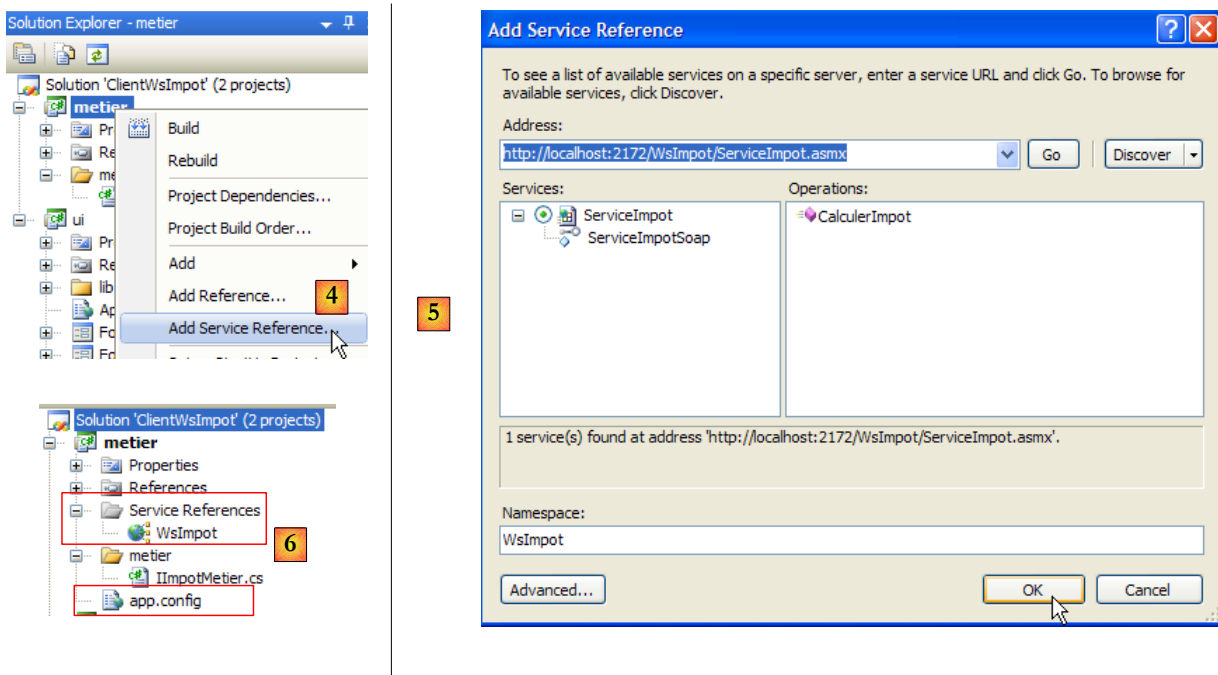 Solution Explorer - metier
Solution 'ClientWsImpot' (2 projects)
metier
Pr
Re
me
ui
Pr
Re
lib
Ap
Fo
Build
Rebuild
Project Dependencies...
Project Build Order...
Add
Add Reference...
4
Add Service Reference...
Solution 'ClientWsImpot' (2 projects)
metier
Properties
References
Service References
WsImpot
6
metier
IImpotMetier.cs
app.config
5
Add Service Reference
To see a list of available services on a specific server, enter a service URL and click Go. To browse for
available services, click Discover.
Address:
http://localhost:2172/WsImpot/ServiceImpot.asmx
Go
Discover
Services:
Operations:
ServiceImpot
ServiceImpotSoap
CalculerImpot
1 service(s) found at address 'http://localhost:2172/WsImpot/ServiceImpot.asmx'.
Namespace:
WsImpot
Advanced...
OK
Cancel